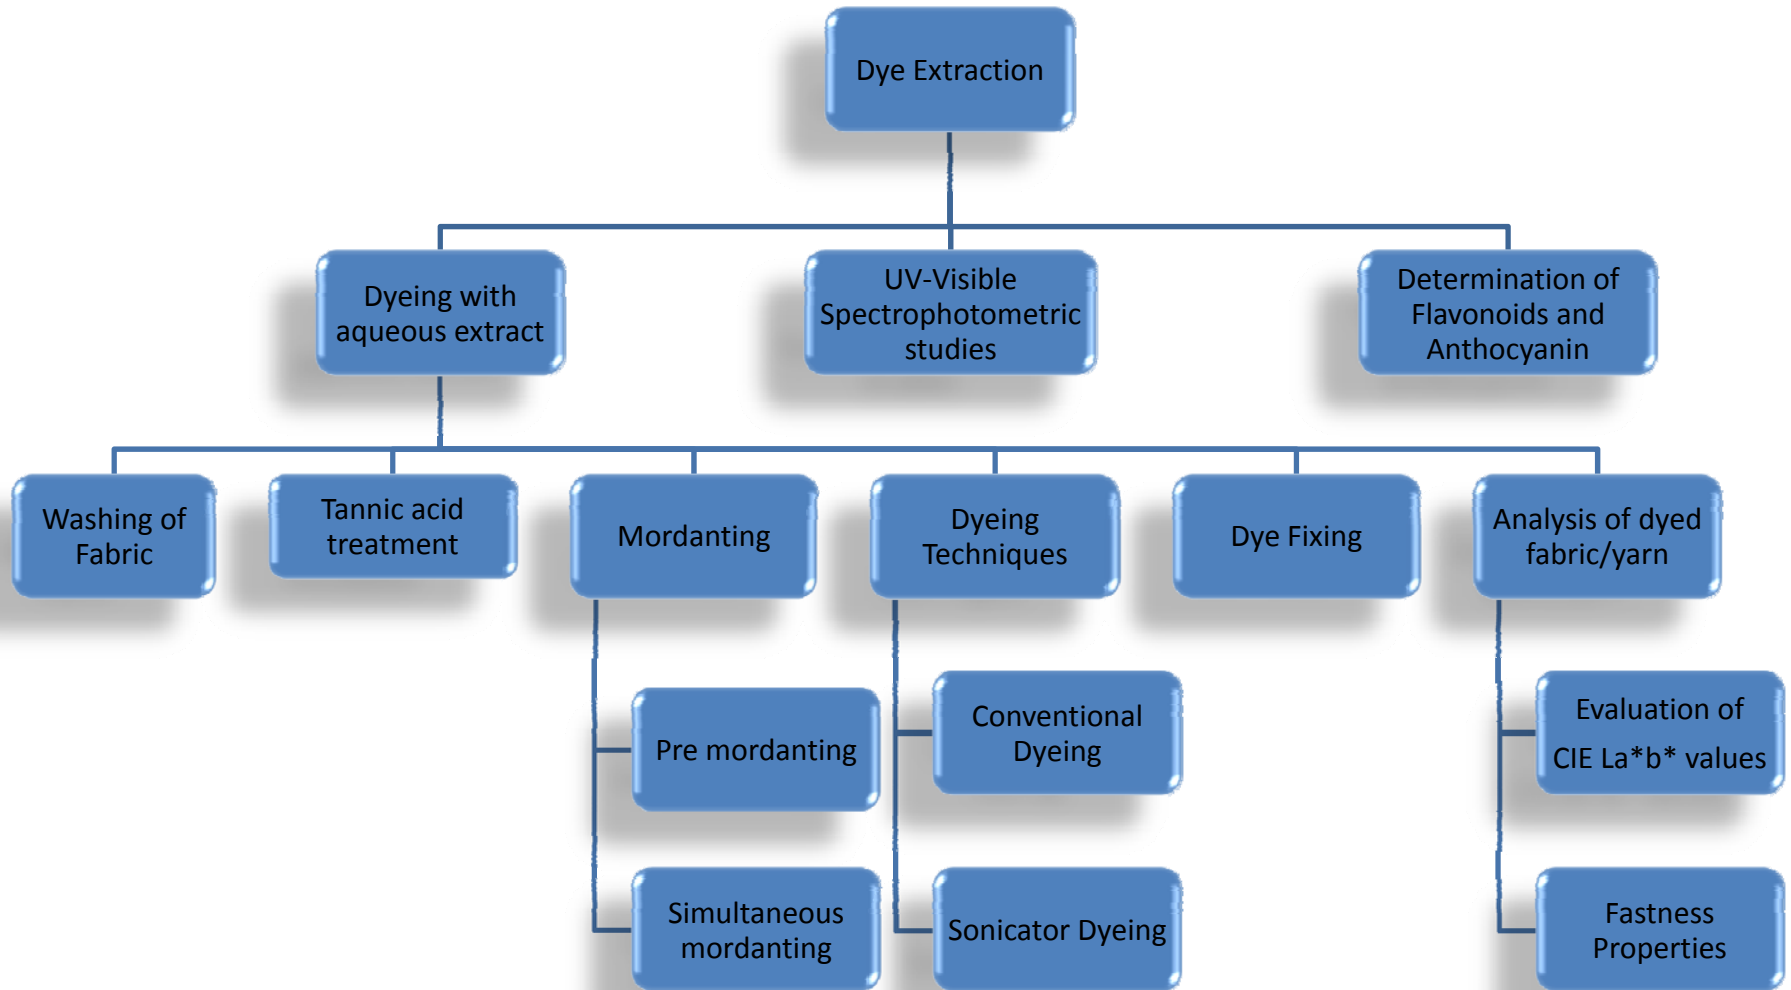 Dye Extraction
Dyeing with
aqueous extract
UV-Visible
Spectrophotometric
studies
Determination of
Flavonoids and
Anthocyanin
Washing of
Fabric
Tannic acid
treatment
Mordanting
Dyeing
Techniques
Dye Fixing
Analysis of dyed
fabric/yarn
Pre mordanting
Simultaneous
mordanting
Conventional
Dyeing
Sonicator Dyeing
Evaluation of
CIE La*b* values
Fastness
Properties